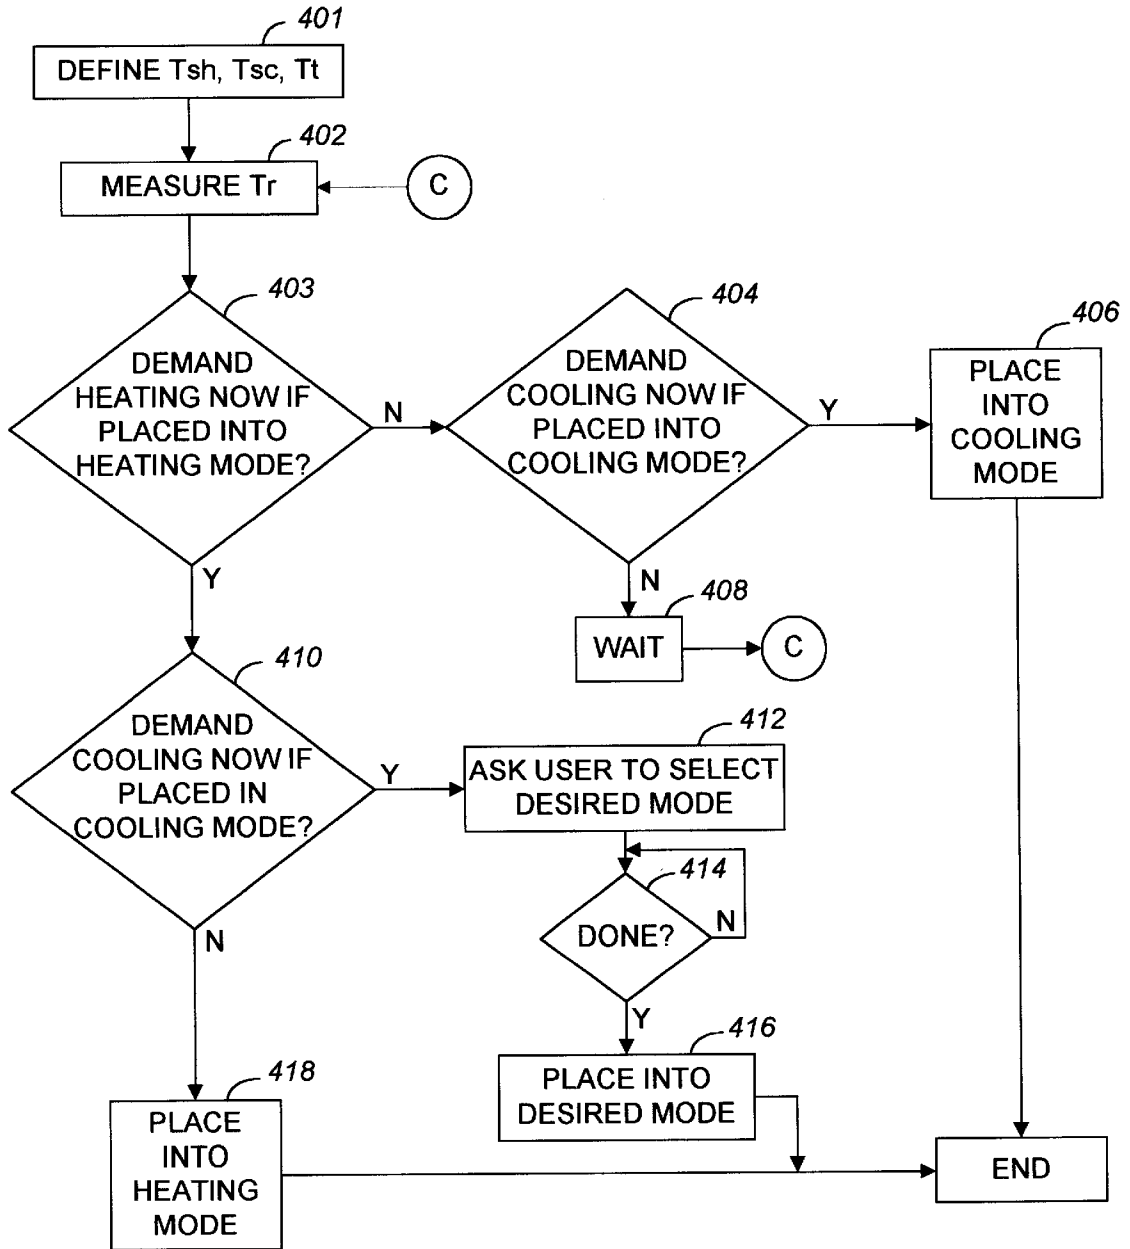 401
DEFINE Tsh, Tsc, Tt
402
MEASURE Tr
C
403
DEMAND
HEATING NOW IF
PLACED INTO
HEATING MODE?
N
Y
404
DEMAND
COOLING NOW IF
PLACED INTO
COOLING MODE?
Y
N
406
PLACE
INTO
COOLING
MODE
408
WAIT
C
410
DEMAND
COOLING NOW IF
PLACED IN
COOLING MODE?
Y
N
412
ASK USER TO SELECT
DESIRED MODE
414
DONE?
N
Y
416
PLACE INTO
DESIRED MODE
418
PLACE
INTO
HEATING
MODE
END